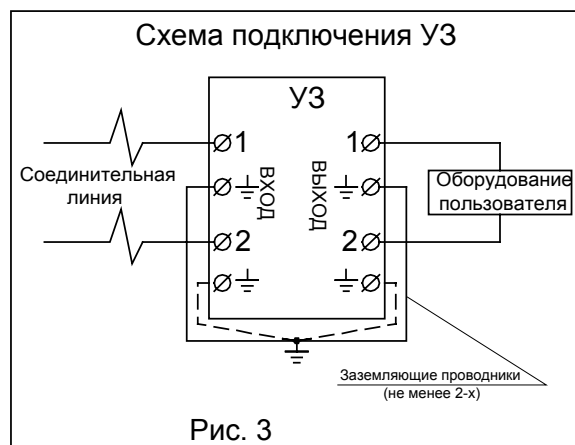 Схема подключения УЗ
УЗ
1
1
Соединительная
линия
ВХОД
ВЫХОД
Оборудование
пользователя
2
2
Заземляющие проводники
(не менее 2-х)
Рис. 3